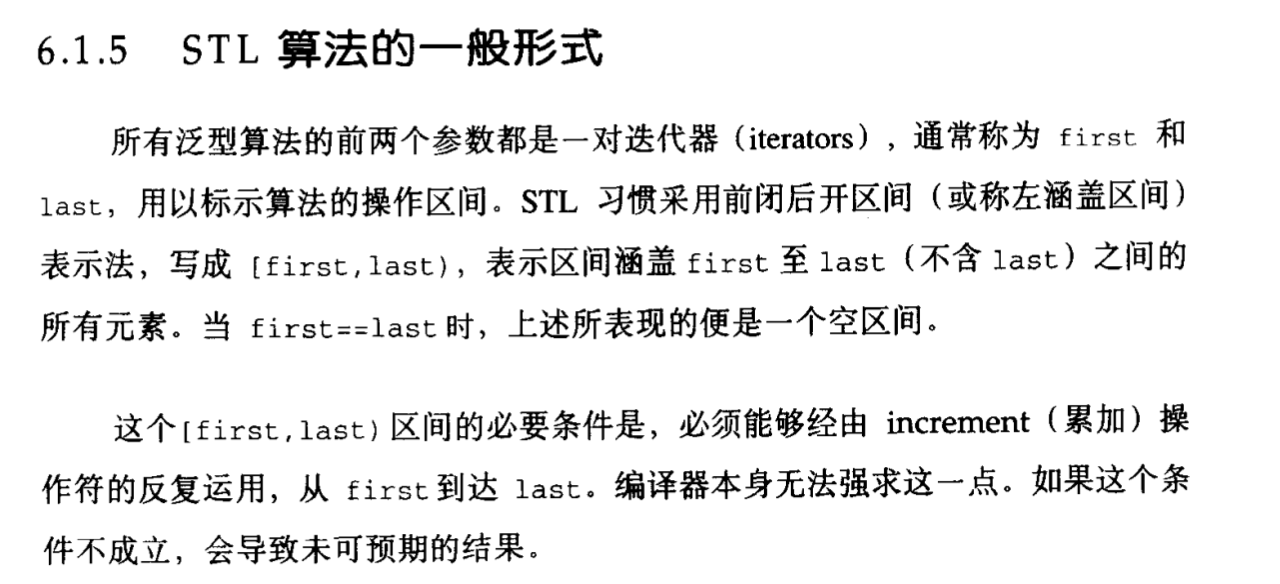 6.1.5 STL 算法的一般形式
所有泛型算法的前两个参数都是一对迭代器（iterators），通常称为 first 和
last，用以标示算法的操作区间。STL 习惯采用前闭后开区间（或称左涵盖区间）
表示法，写成 [first,last)，表示区间涵盖 first 至 last（不含 last）之间的
所有元素。当 first==last 时，上述所表现的便是一个空区间。
这个[first,last)区间的必要条件是，必须能够经由 increment（累加）操
作符的反复运用，从 first 到达 last。编译器本身无法强求这一点。如果这个条
件不成立，会导致未可预期的结果。